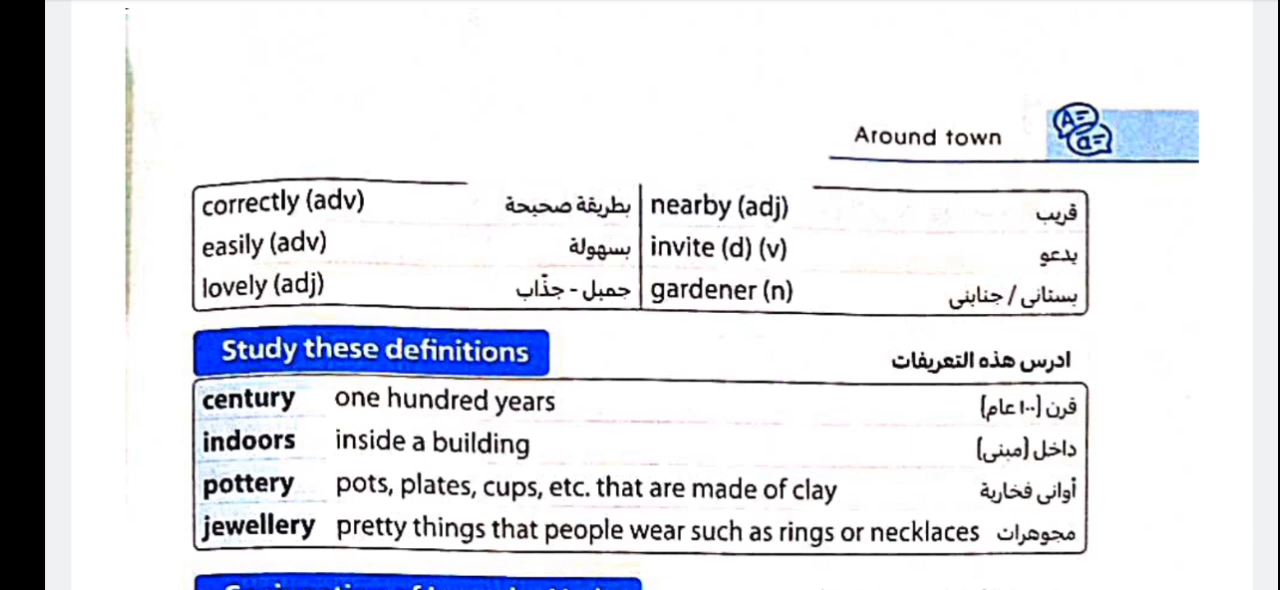 Around town
correctly (adv) بطريقة صحيحة nearby (adj) قريب
easily (adv) بسهولة invite (d) (v) يدعو
lovely (adj) جميل - جذّاب gardener (n) بستانى / جناينى
Study these definitions ادرس هذه التعريفات
century one hundred years قرن (١٠٠ عام)
indoors inside a building داخل (مبنى)
pottery pots, plates, cups, etc. that are made of clay أوانى فخارية
jewellery pretty things that people wear such as rings or necklaces مجوهرات